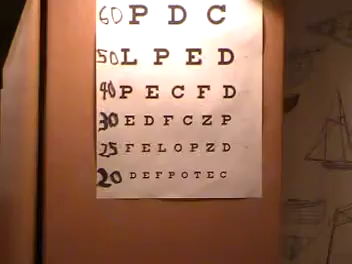 60 P D C
50 L P E D
40 P E C F D
30 E D F C Z P
25 F E L O P Z D
20 D E F P O T E C